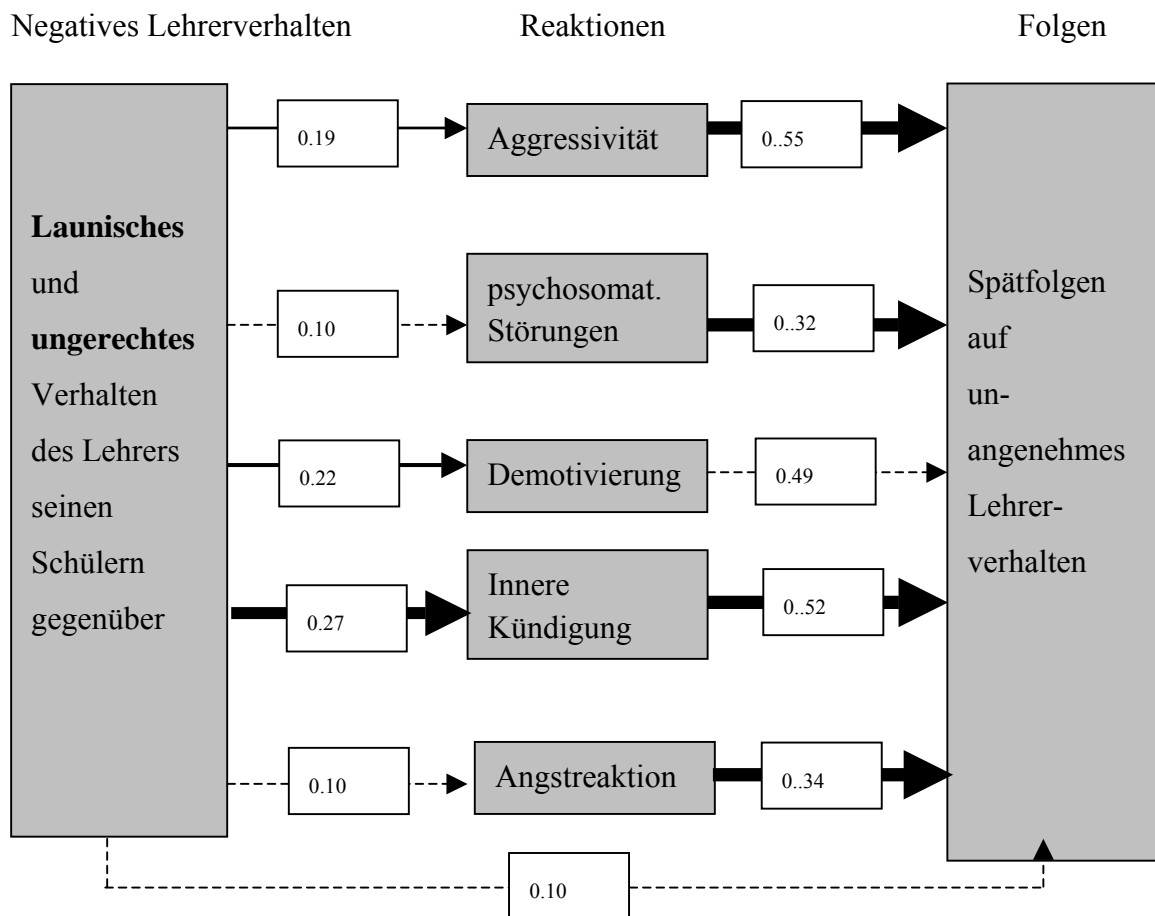 Negatives Lehrerverhalten
Reaktionen
Folgen
Launisches
und
ungerechtes
Verhalten
des Lehrers
seinen
Schülern
gegenüber
0.19
Aggressivität
0..55
0.10
psychosomat.
Störungen
0..32
0.22
Demotivierung
0.49
0.27
Innere
Kündigung
0..52
0.10
Angstreaktion
0..34
Spätfolgen
auf
un-
angenehmes
Lehrer-
verhalten
0.10